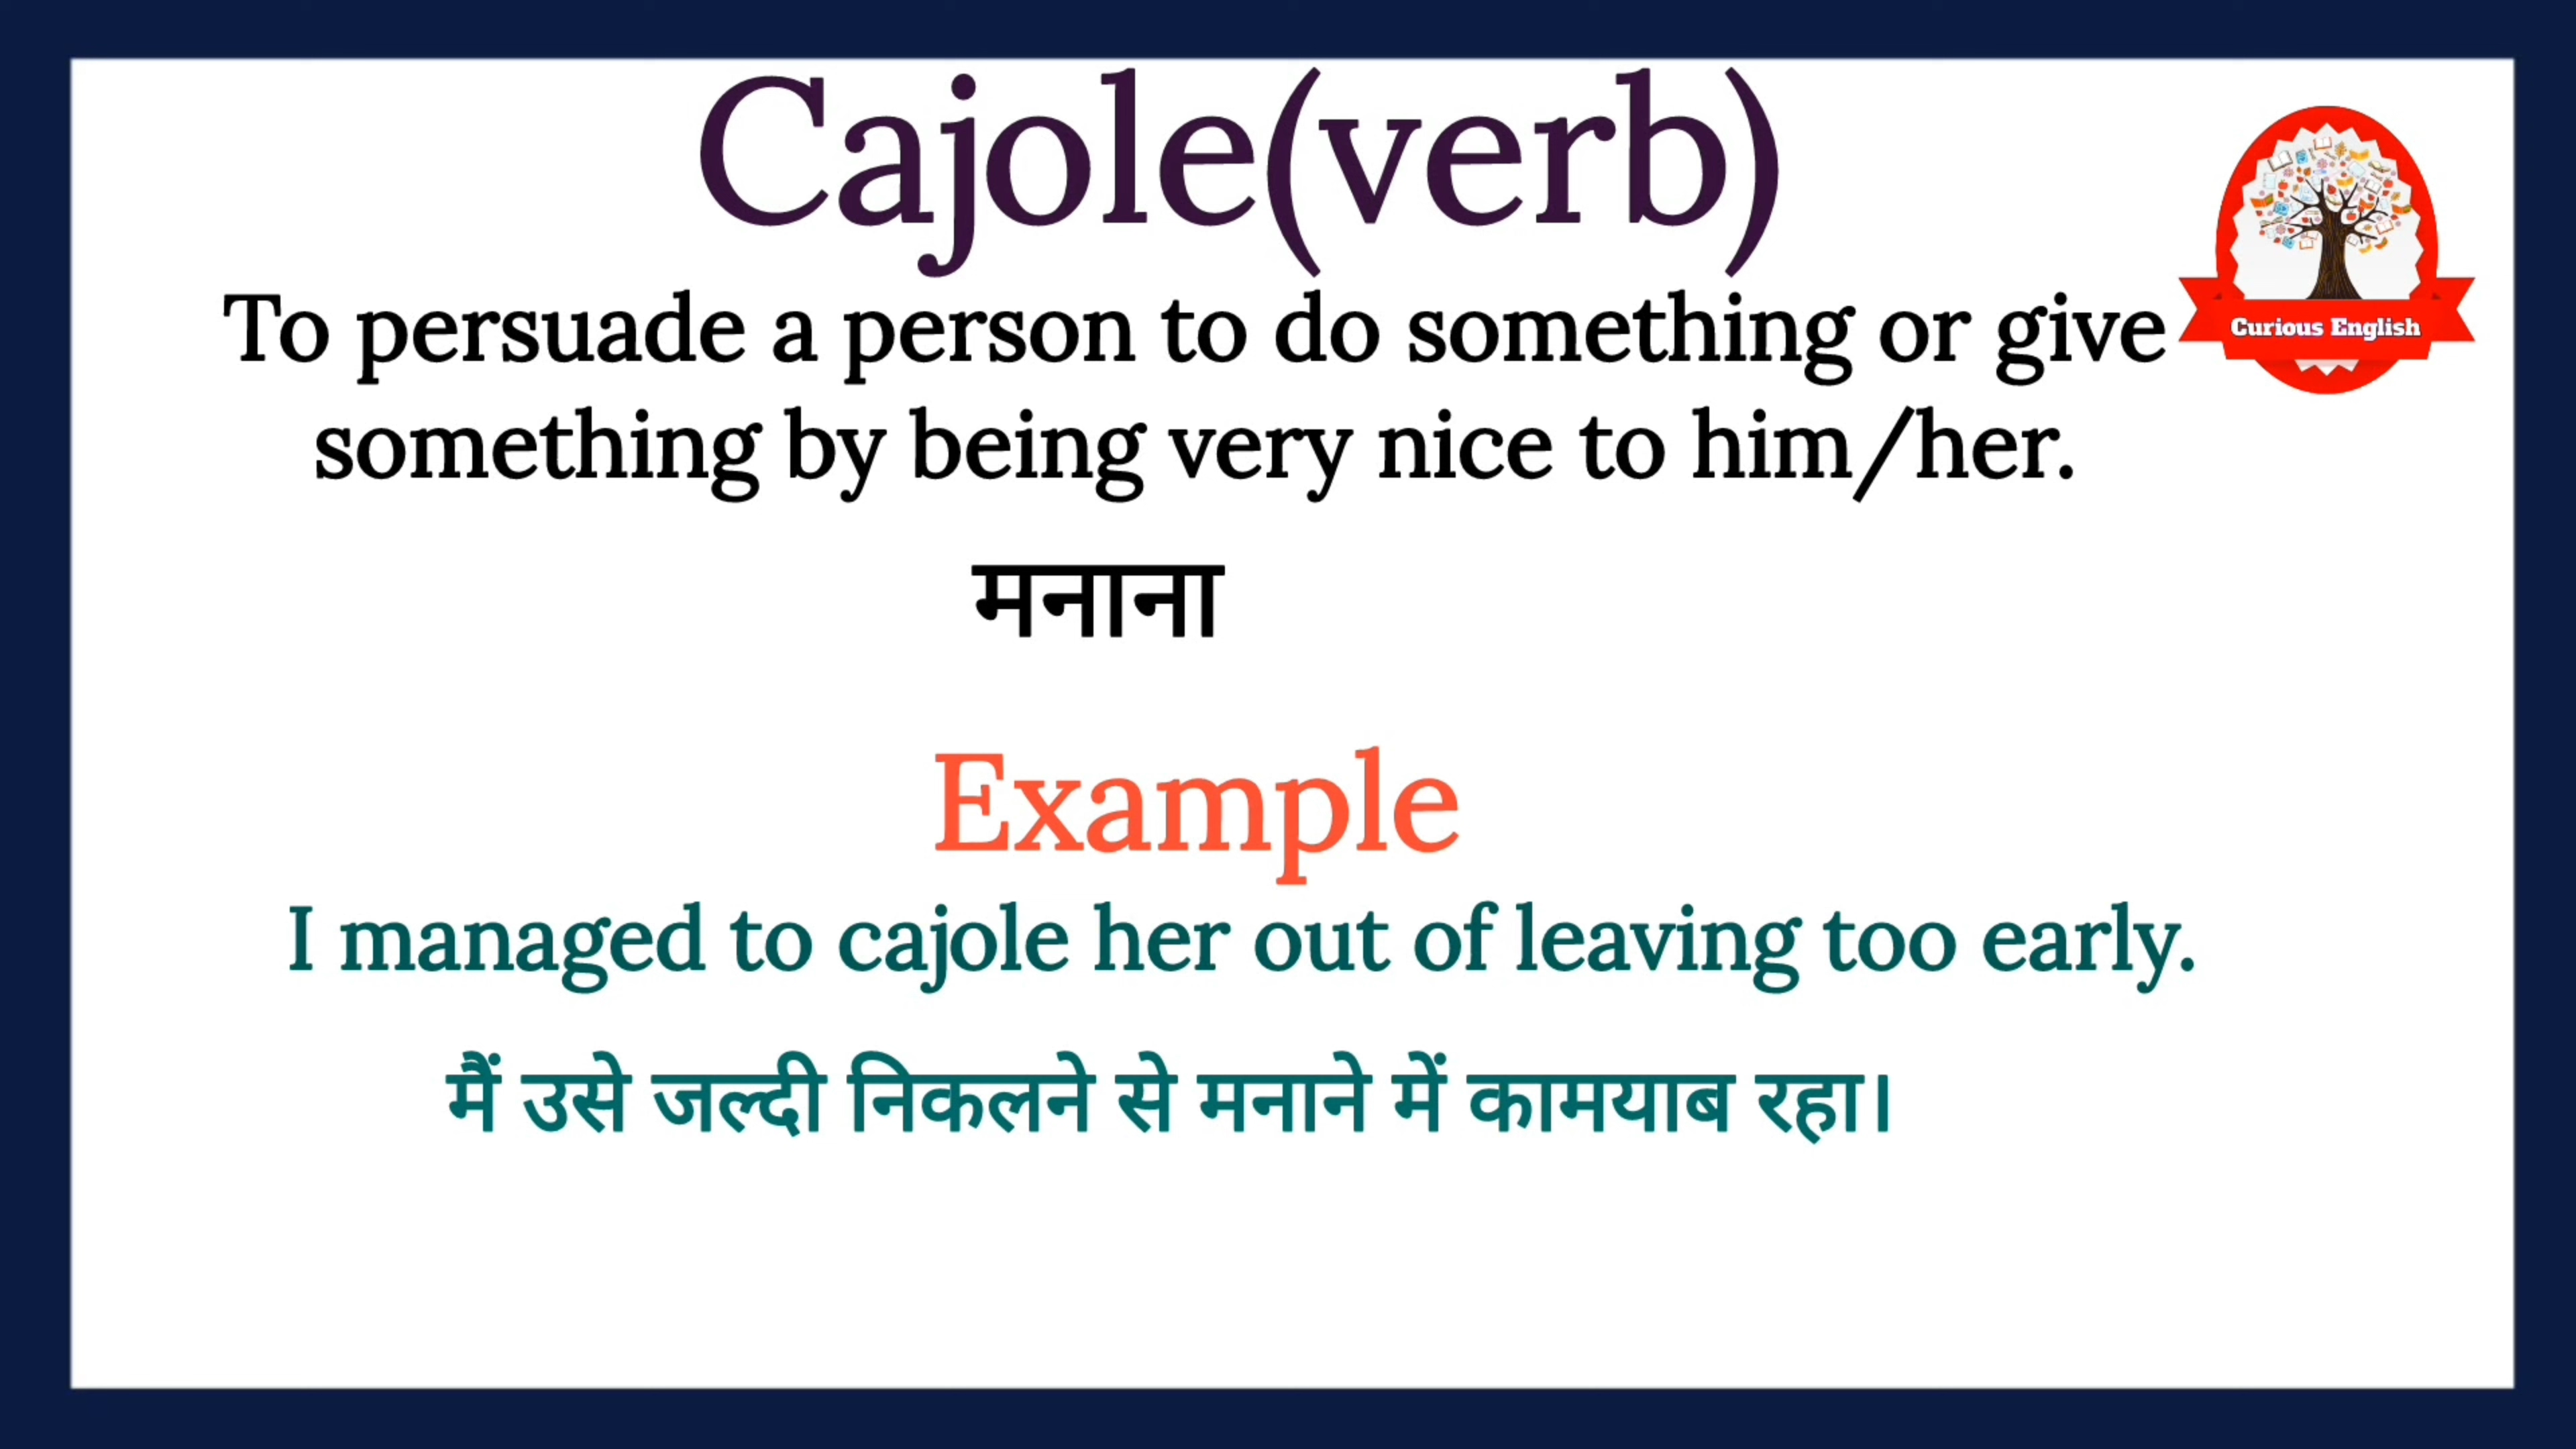 Cajole(verb)
To persuade a person to do something or give
something by being very nice to him/her.
Curious English
मनाना
Example
I managed to cajole her out of leaving too early.
मैं उसे जल्दी निकलने से मनाने में कामयाब रहा।